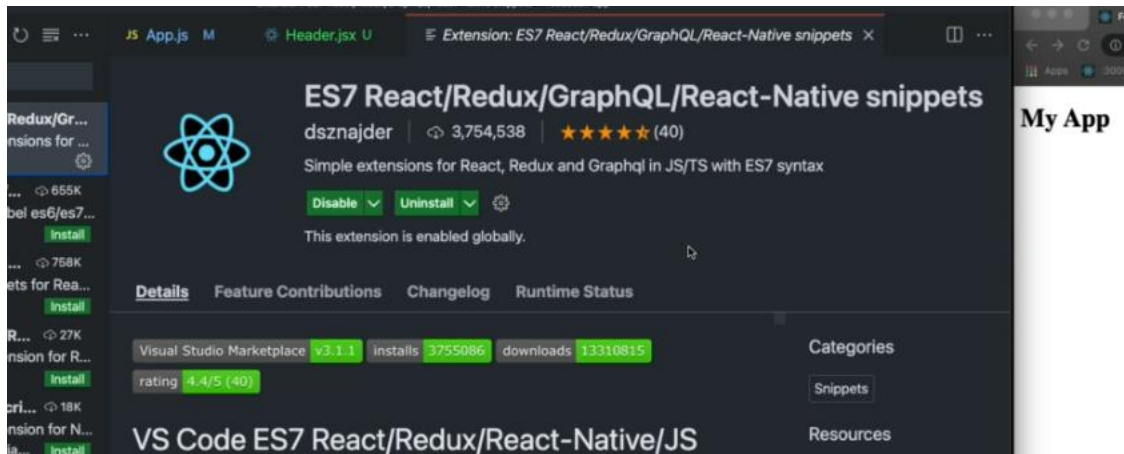 JS App.js M
Header.jsx U
Extension: ES7 React/Redux/GraphQL/React-Native snippets
Redux/Gr...
nsions for ...
... 655K
bel es6/es7...
Install
... 758K
ets for Rea...
Install
R... 27K
nsion for R...
Install
cri... 18K
nsion for N...
Install
ES7 React/Redux/GraphQL/React-Native snippets
dsznajder 3,754,538 (40)
Simple extensions for React, Redux and Graphql in JS/TS with ES7 syntax
Disable Uninstall
This extension is enabled globally.
Details Feature Contributions Changelog Runtime Status
Visual Studio Marketplace v3.1.1 installs 3755086 downloads 13310815
rating 4.4/5 (40)
VS Code ES7 React/Redux/React-Native/JS
Categories
Snippets
Resources
Apps
My App